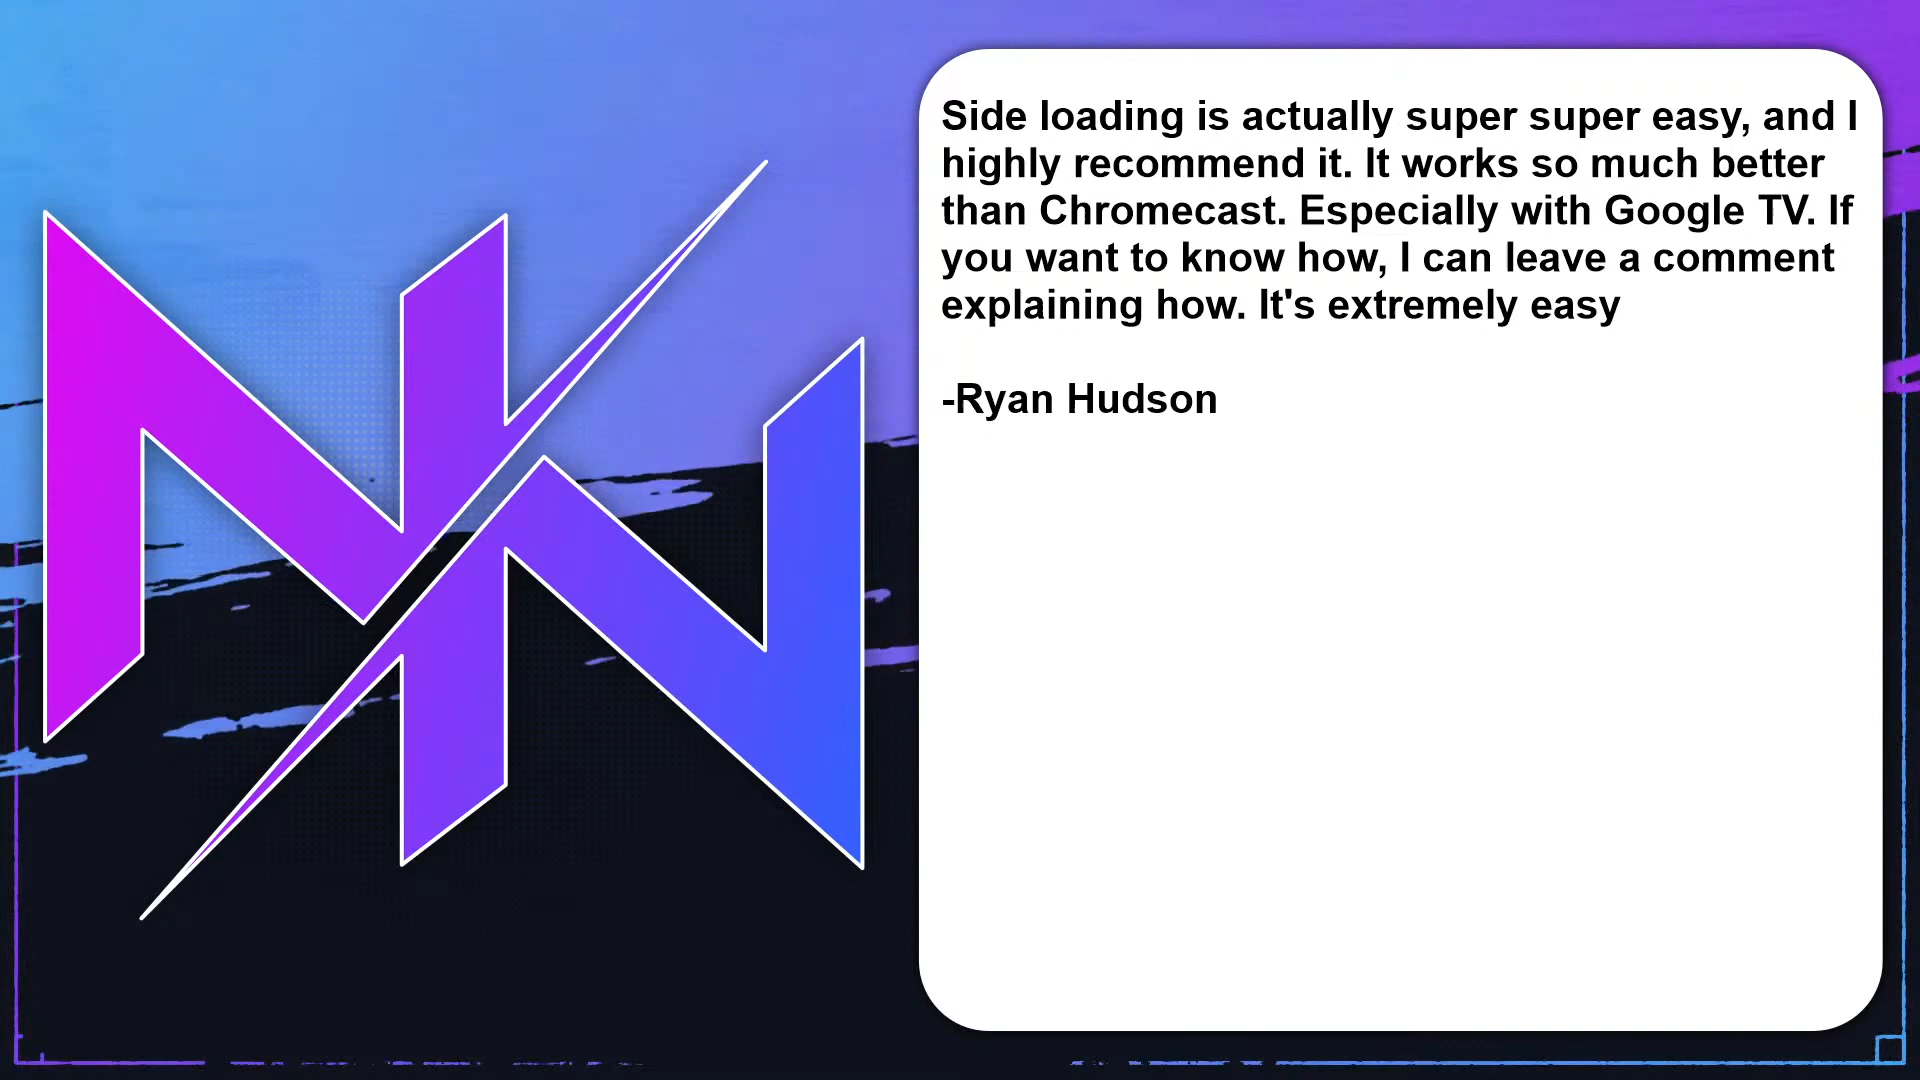 Side loading is actually super super easy, and I
highly recommend it. It works so much better
than Chromecast. Especially with Google TV. If
you want to know how, I can leave a comment
explaining how. It's extremely easy
-Ryan Hudson